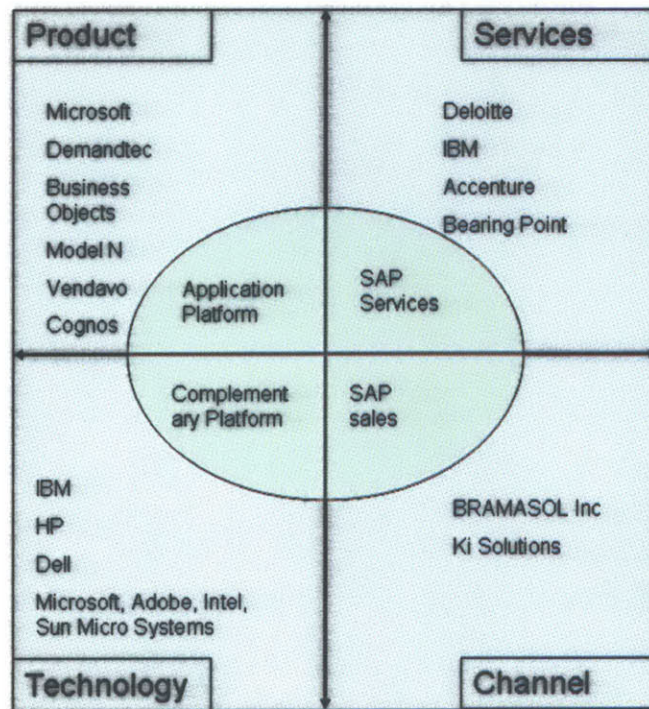 Product
Services
Microsoft
Demandtec
Business
Objects
Model N
Vendavo
Cognos
Deloitte
IBM
Accenture
Bearing Point
Application
Platform
SAP
Services
Complement
ary Platform
SAP
sales
IBM
HP
Dell
Microsoft, Adobe, Intel,
Sun Micro Systems
BRAMASOL Inc
Ki Solutions
Technology
Channel